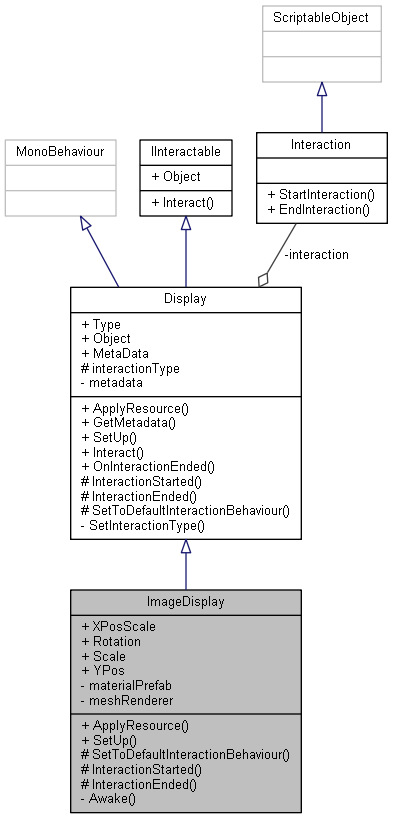 ScriptableObject
MonoBehaviour
IInteractable
+ Object
+ Interact()
Interaction
+ StartInteraction()
+ EndInteraction()
-interaction
Display
+ Type
+ Object
+ MetaData
# interactionType
- metadata
+ ApplyResource()
+ GetMetadata()
+ SetUp()
+ Interact()
+ OnInteractionEnded()
# InteractionStarted()
# InteractionEnded()
# SetToDefaultInteractionBehaviour()
- SetInteractionType()
ImageDisplay
+ XPosScale
+ Rotation
+ Scale
+ YPos
- materialPrefab
- meshRenderer
+ ApplyResource()
+ SetUp()
# SetToDefaultInteractionBehaviour()
# InteractionStarted()
# InteractionEnded()
- Awake()